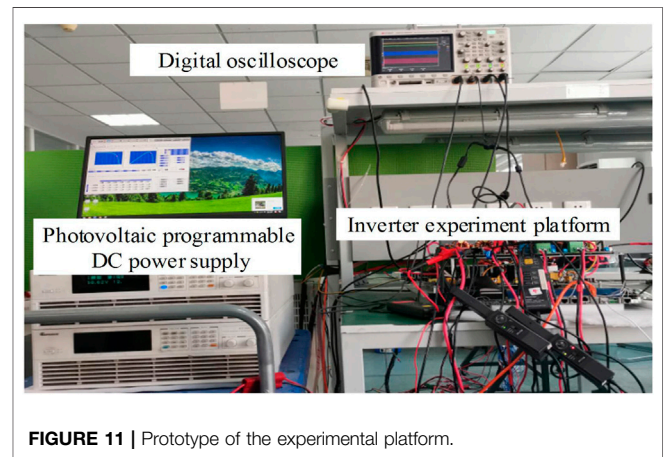 Digital oscilloscope
Inverter experiment platform
Photovoltaic programmable
DC power supply
FIGURE 11 | Prototype of the experimental platform.